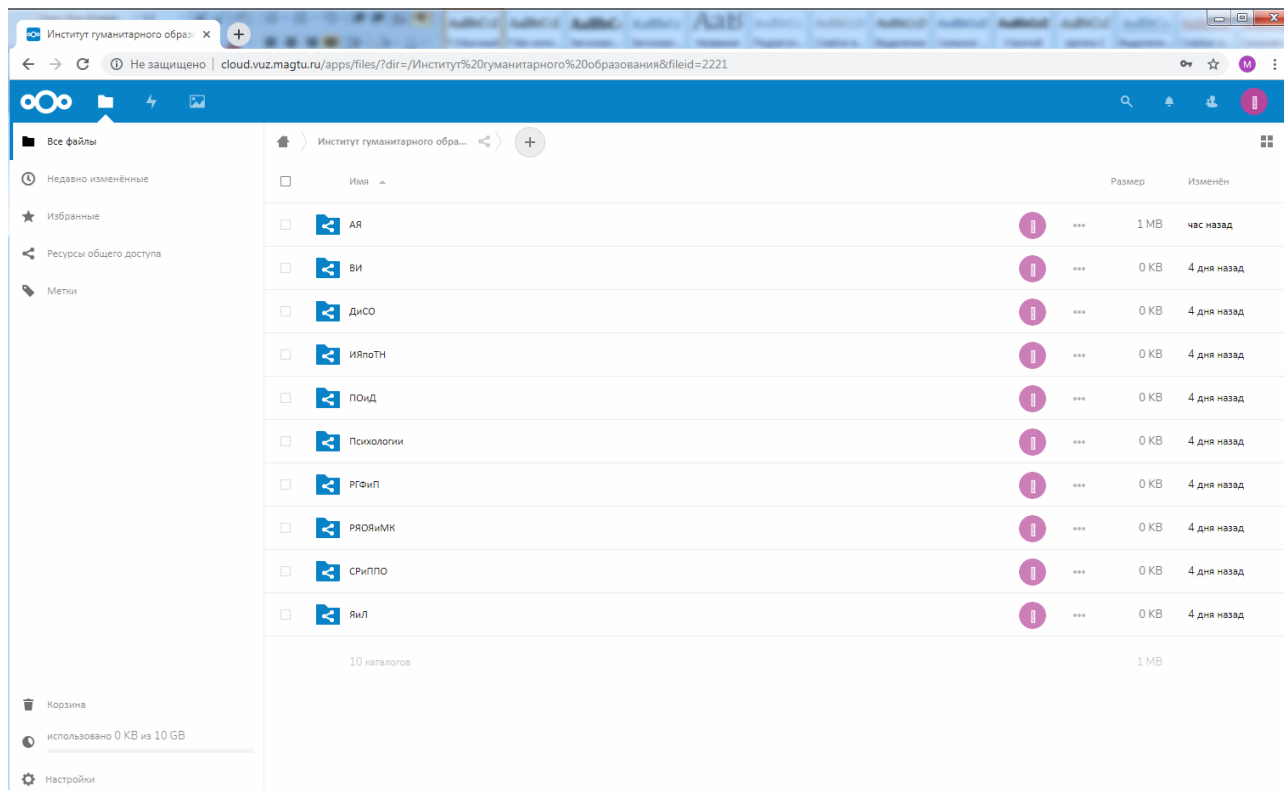 Институт гуманитарного образо
Не защищено | cloud.vuz.magtu.ru/apps/files/?dir=/Институт%20гуманитарного%20образования&fileid=2221
М
Все файлы
Институт гуманитарного обра...
Недавно изменённые
Имя Размер Изменён
Избранные
АЯ 1 MB час назад
Ресурсы общего доступа
ВИ 0 KB 4 дня назад
Метки
ДиСО 0 KB 4 дня назад
ИЯпоТН 0 KB 4 дня назад
ПОиД 0 KB 4 дня назад
Психологии 0 KB 4 дня назад
РГФиП 0 KB 4 дня назад
РЯОЯиМК 0 KB 4 дня назад
СРиППО 0 KB 4 дня назад
ЯиЛ 0 KB 4 дня назад
10 каталогов 1 MB
Корзина
использовано 0 KB из 10 GB
Настройки